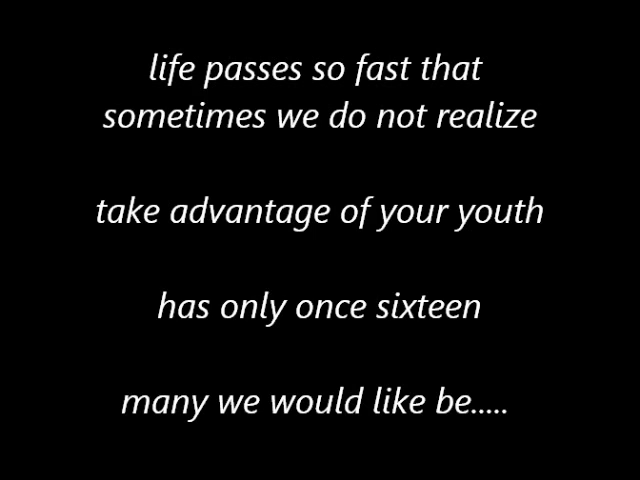 life passes so fast that
sometimes we do not realize
take advantage of your youth
has only once sixteen
many we would like be.....